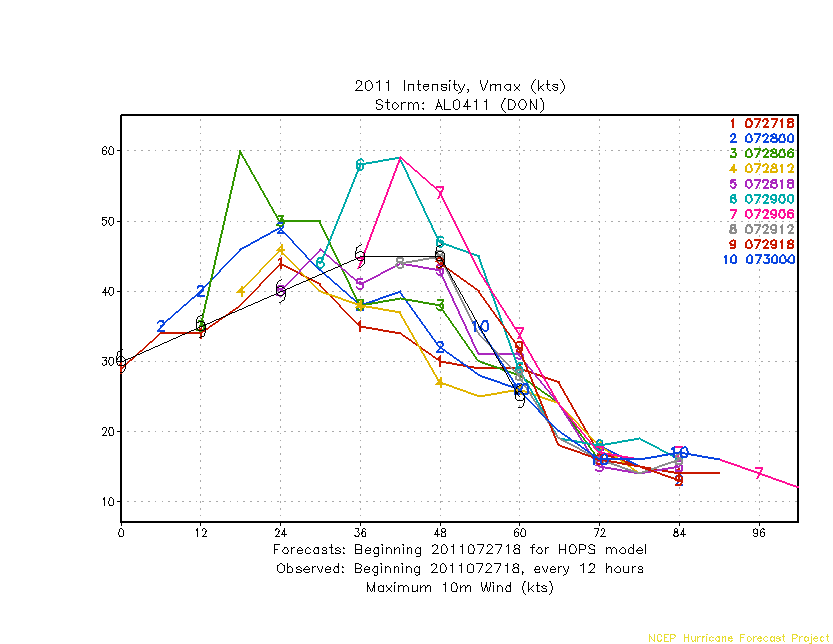 2011 Intensity, Vmax (kts)
Storm: AL0411 (DON)
1 072718
2 072800
3 072806
4 072812
5 072818
6 072900
7 072906
8 072912
9 072918
10 073000
60
50
40
30
20
10
0 12 24 36 48 60 72 84 96
Forecasts: Beginning 2011072718 for HOPS model
Observed: Beginning 2011072718, every 12 hours
Maximum 10m Wind (kts)
NCEP Hurricane Forecast Project